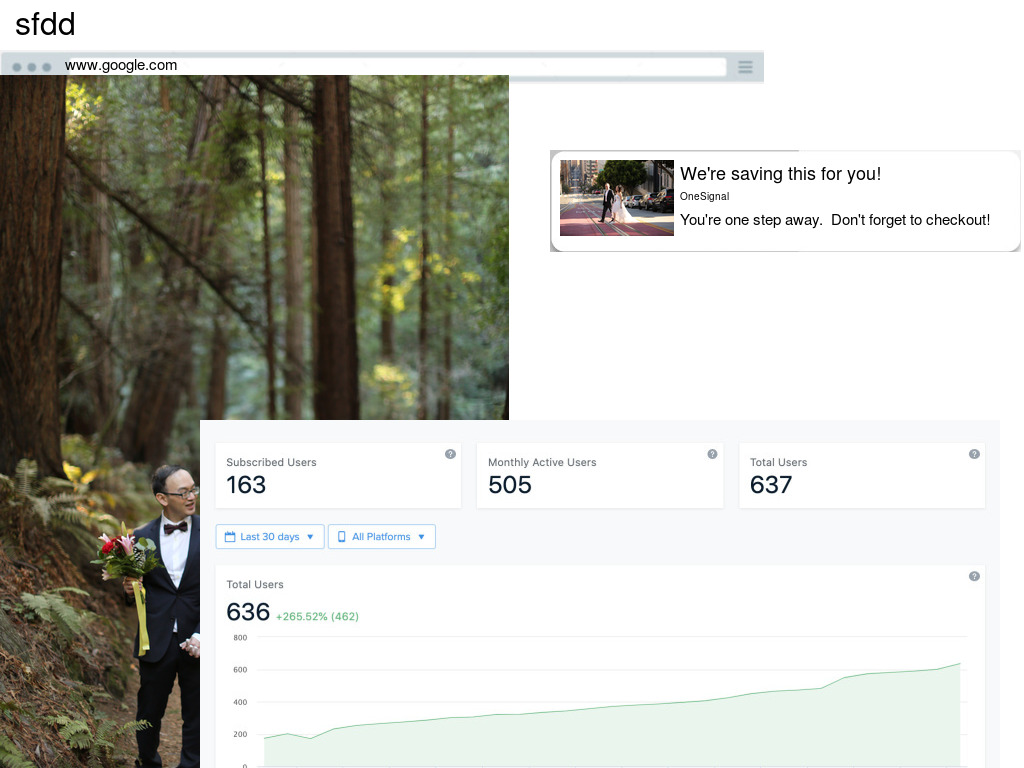 sfdd
www.google.com
We're saving this for you!
OneSignal
You're one step away.  Don't forget to checkout!
Subscribed Users
163
Monthly Active Users
505
Total Users
637
Last 30 days
All Platforms
Total Users
636 +265.52% (462)
800
600
400
200
0